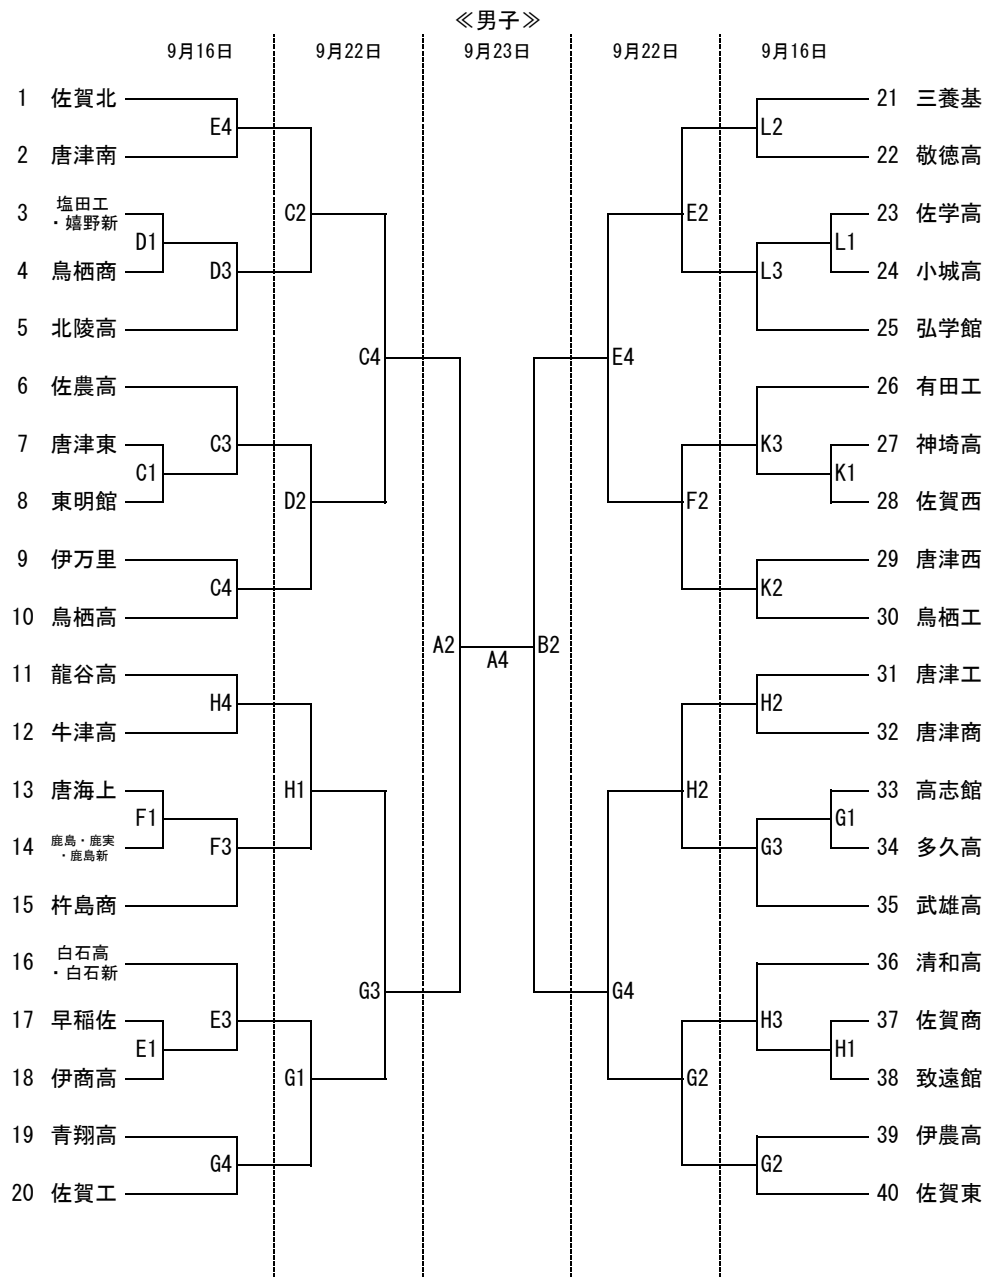 ≪男子≫
9月16日 9月22日 9月23日 9月22日 9月16日
1 佐賀北
E4
2 唐津南
3 塩田工
・嬉野新
C2
D1
4 鳥栖商
D3
5 北陵高
C4
6 佐農高
7 唐津東
C3
C1
8 東明館
D2
9 伊万里
C4
10 鳥栖高
A2
11 龍谷高
H4
12 牛津高
13 唐海上
H1
F1
14 鹿島・鹿実
・鹿島新
F3
15 杵島商
16 白石高
・白石新
G3
17 早稲佐
E3
E1
18 伊商高
G1
19 青翔高
G4
20 佐賀工
A4
B2
21 三養基
L2
22 敬徳高
E2
23 佐学高
L1
24 小城高
L3
25 弘学館
E4
26 有田工
K3
27 神埼高
K1
28 佐賀西
F2
29 唐津西
K2
30 鳥栖工
31 唐津工
H2
32 唐津商
H2
33 高志館
G1
34 多久高
G3
35 武雄高
G4
36 清和高
H3
37 佐賀商
H1
38 致遠館
G2
39 伊農高
G2
40 佐賀東